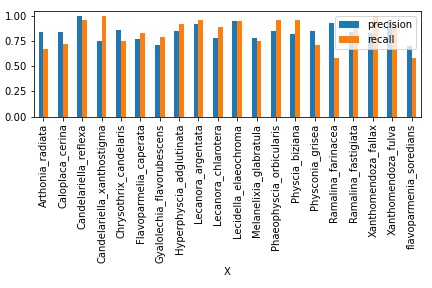 1.00
0.75
0.50
0.25
0.00
precision
recall
Arthonia_radiata
Caloplaca_cerina
Candelariella_reflexa
Candelariella_xanthostigma
Chrysothrix_candelaris
Flavoparmelia_caperata
Gyalolechia_flavorubescens
Hyperphyscia_adglutinata
Lecanora_argentata
Lecanora_chlarotera
Lecidella_elaeochroma
Melanelixia_glabratula
Phaeophyscia_orbicularis
Physcia_biziana
Physconia_grisea
Ramalina_farinacea
Ramalina_fastigiata
Xanthomendoza_fallax
Xanthomendoza_fulva
flavoparmenia_soredians
X